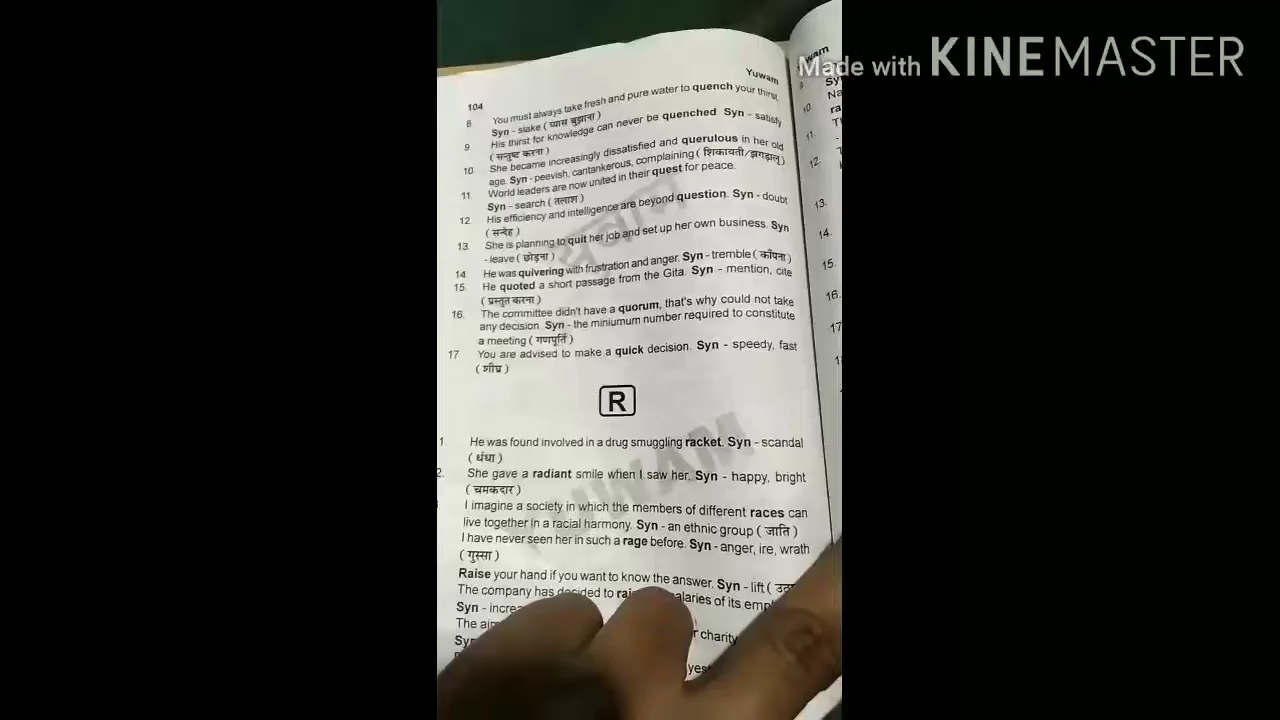 Made with KINEMASTER
104
Yuwam
8 You must always take fresh and pure water to quench your thirst.
Syn - slake ( प्यास बुझाना )
9 His thirst for knowledge can never be quenched. Syn - satisfy
( सन्तुष्ट करना )
10. She became increasingly dissatisfied and querulous in her old
age. Syn - peevish, cantankerous, complaining ( शिकायती/झगड़ालू )
11. World leaders are now united in their quest for peace.
Syn - search ( तलाश )
12. His efficiency and intelligence are beyond question. Syn - doubt
( सन्देह )
13. She is planning to quit her job and set up her own business. Syn
- leave ( छोड़ना )
14. He was quivering with frustration and anger. Syn - tremble ( काँपना )
15. He quoted a short passage from the Gita. Syn - mention, cite
( प्रस्तुत करना )
16. The committee didn't have a quorum, that's why could not take
any decision. Syn - the miniumum number required to constitute
a meeting ( गणपूर्ति )
17 You are advised to make a quick decision. Syn - speedy, fast
( शीघ्र )
R
1. He was found involved in a drug smuggling racket. Syn - scandal
( धंधा )
2. She gave a radiant smile when I saw her. Syn - happy, bright
( चमकदार )
I imagine a society in which the members of different races can
live together in a racial harmony. Syn - an ethnic group ( जाति )
I have never seen her in such a rage before. Syn - anger, ire, wrath
( गुस्सा )
Raise your hand if you want to know the answer. Syn - lift (
The company has decided to salaries of its
Syn -
The
charity
wam
9
10
11.
12.
13.
14.
15.
16.
17